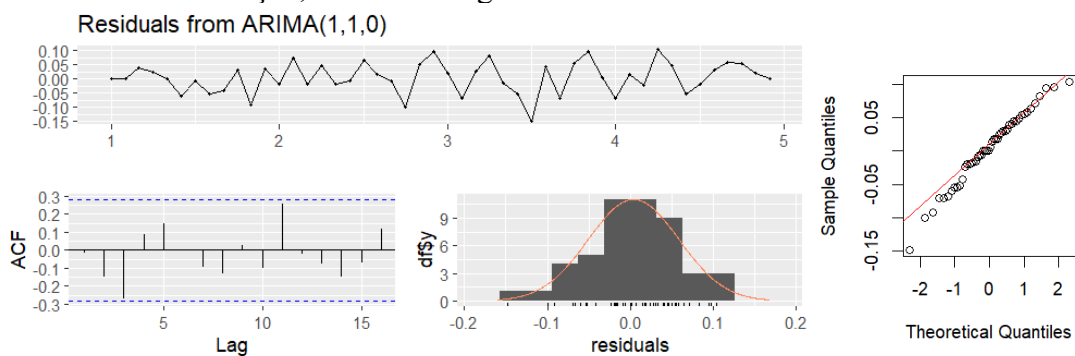 Residuals from ARIMA(1,1,0)
0.10
0.05
0.00
-0.05
-0.10
-0.15
1 2 3 4 5
0.3
0.2
0.1
0.0
-0.1
-0.2
-0.3
ACF
5 10 15
Lag
9
6
3
0
df$y
-0.2 -0.1 0.0 0.1 0.2
residuals
0.05
-0.05
-0.15
Sample Quantiles
-2 -1 0 1 2
Theoretical Quantiles